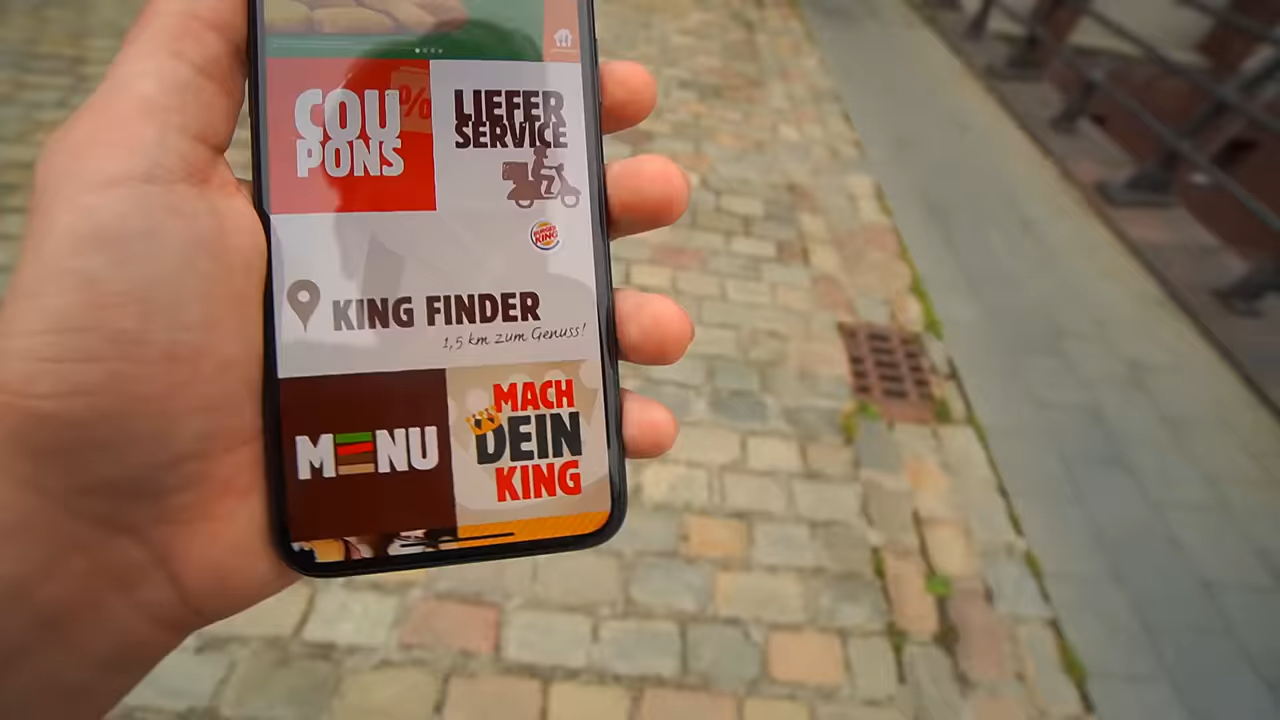 COU
PONS
%
LIEFER
SERVICE
BURGER
KING
KING FINDER
1,5 km zum Genuss!
MENU
MACH
DEIN
KING